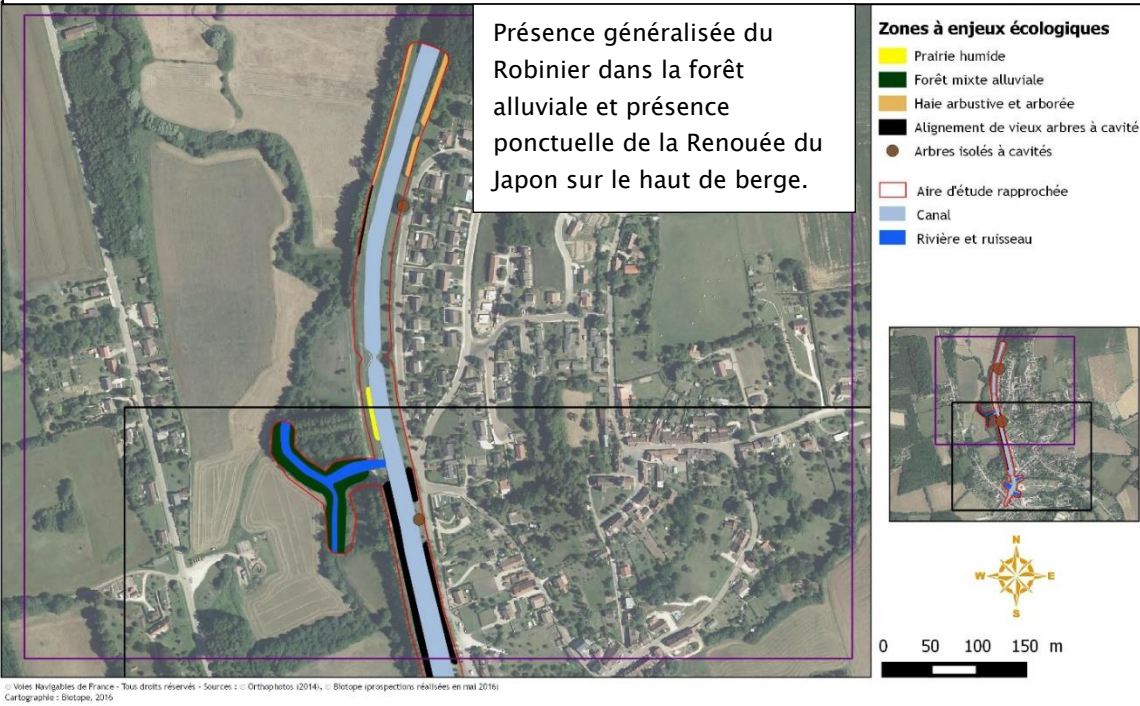 Présence généralisée du
Robinier dans la forêt
alluviale et présence
ponctuelle de la Renouée du
Japon sur le haut de berge.
Zones à enjeux écologiques
Prairie humide
Forêt mixte alluviale
Haie arbustive et arborée
Alignement de vieux arbres à cavité
Arbres isolés à cavités
Aire d'étude rapprochée
Canal
Rivière et ruisseau
N
W E
S
0 50 100 150 m
© Voies Navigables de France - Tous droits réservés - Sources : © Orthophotos (2014), © Biotope (prospections réalisées en mai 2016)
Cartographie : Biotope, 2016